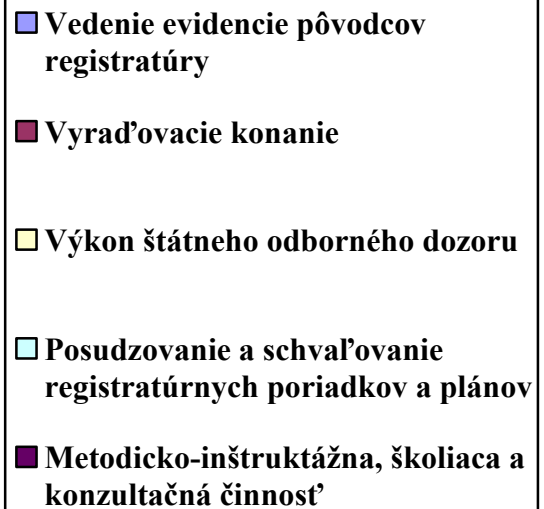 Vedenie evidencie pôvodcov
registratúry
Vyraďovacie konanie
Výkon štátneho odborného dozoru
Posudzovanie a schvaľovanie
registratúrnych poriadkov a plánov
Metodicko-inštruktážna, školiaca a
konzultačná činnosť